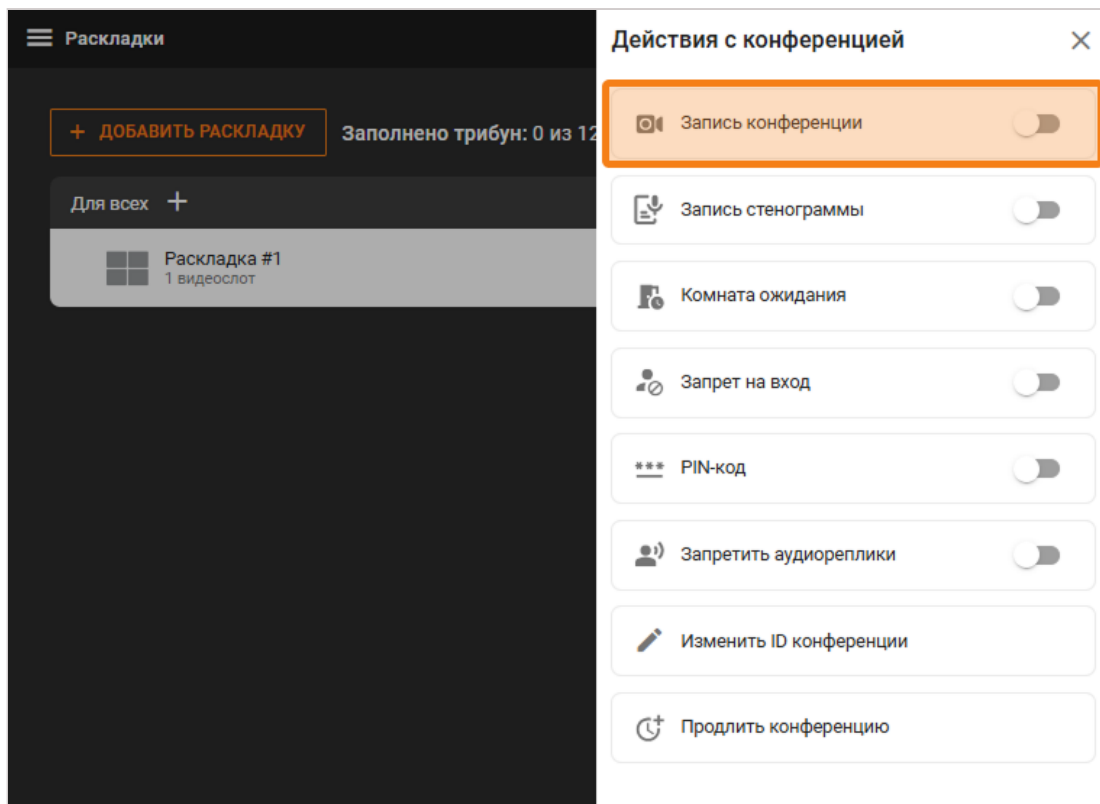 Раскладки
+ ДОБАВИТЬ РАСКЛАДКУ
Заполнено трибун: 0 из 12
Для всех +
Раскладка #1
1 видеослот
Действия с конференцией
Запись конференции
Запись стенограммы
Комната ожидания
Запрет на вход
*** PIN-код
Запретить аудиореплики
Изменить ID конференции
Продлить конференцию